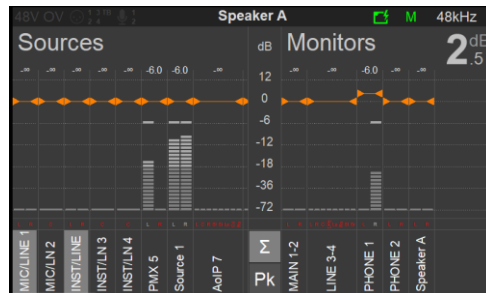 48V OV
Speaker A
M
48kHz
Sources
dB
Monitors
2 dB
.5
-∞ -∞ -∞ -∞ -6.0 -6.0 -∞
-∞ -∞ -6.0 -∞ -∞
12
0
-6
-12
-18
-36
-72
MIC/LINE 1
MIC/LN 2
INST/LINE
INST/LN 3
INST/LN 4
PMX 5
Source 1
AoIP 7
Σ
Pk
MAIN 1-2
LINE 3-4
PHONE 1
PHONE 2
Speaker A